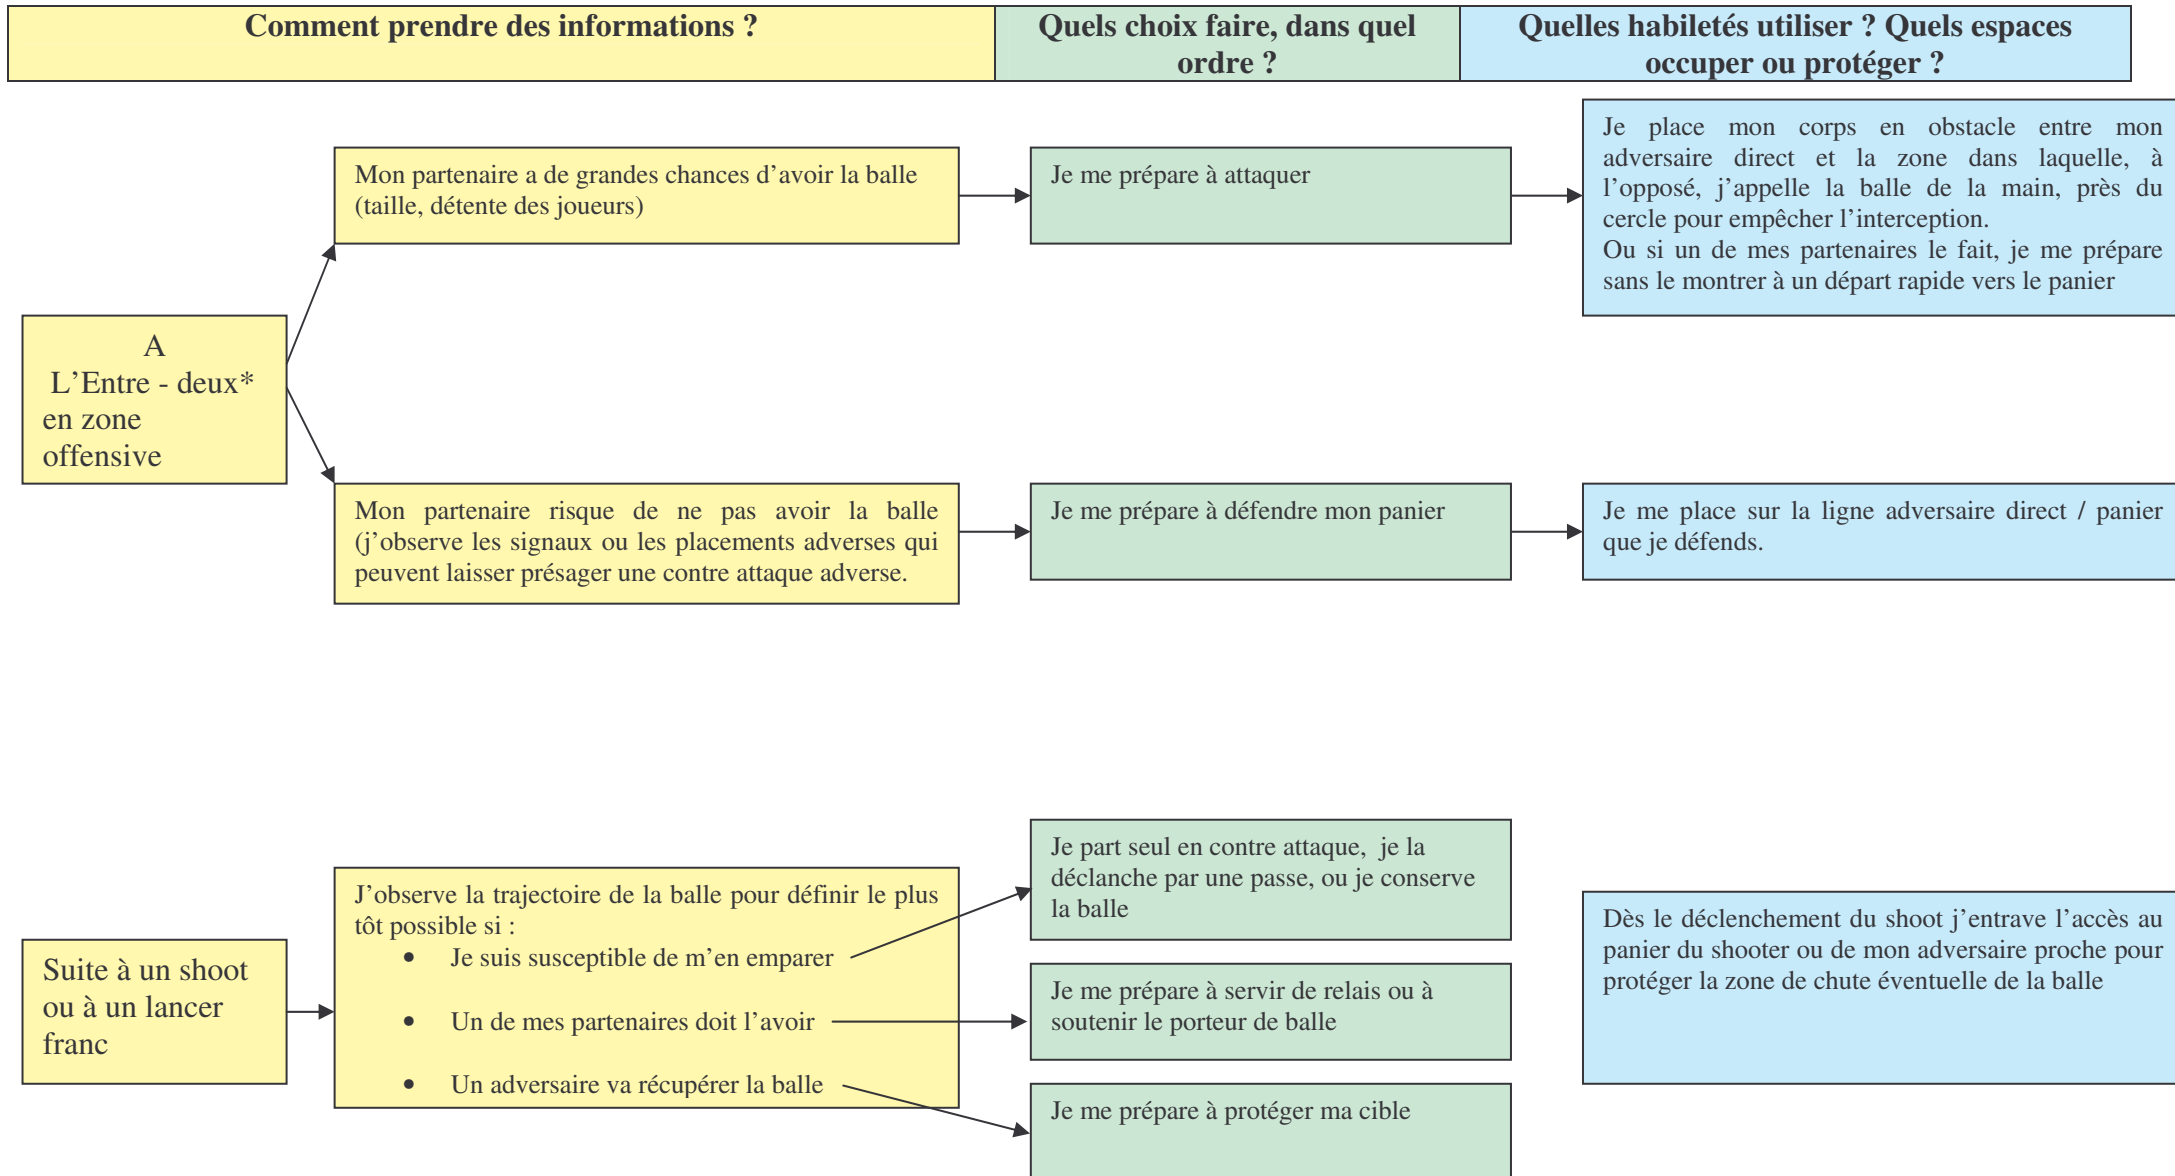 Comment prendre des informations ?
Quels choix faire, dans quel
ordre ?
Quelles habiletés utiliser ? Quels espaces
occuper ou protéger ?
A
L’Entre - deux*
en zone
offensive
Mon partenaire a de grandes chances d’avoir la balle
(taille, détente des joueurs)
Je me prépare à attaquer
Je place mon corps en obstacle entre mon
adversaire direct et la zone dans laquelle, à
l’opposé, j’appelle la balle de la main, près du
cercle pour empêcher l’interception.
Ou si un de mes partenaires le fait, je me prépare
sans le montrer à un départ rapide vers le panier
Mon partenaire risque de ne pas avoir la balle
(j’observe les signaux ou les placements adverses qui
peuvent laisser présager une contre attaque adverse.
Je me prépare à défendre mon panier
Je me place sur la ligne adversaire direct / panier
que je défends.
Suite à un shoot
ou à un lancer
franc
J’observe la trajectoire de la balle pour définir le plus
tôt possible si :
• Je suis susceptible de m’en emparer
• Un de mes partenaires doit l’avoir
• Un adversaire va récupérer la balle
Je part seul en contre attaque, je la
déclanche par une passe, ou je conserve
la balle
Je me prépare à servir de relais ou à
soutenir le porteur de balle
Je me prépare à protéger ma cible
Dès le déclenchement du shoot j’entrave l’accès au
panier du shooter ou de mon adversaire proche pour
protéger la zone de chute éventuelle de la balle